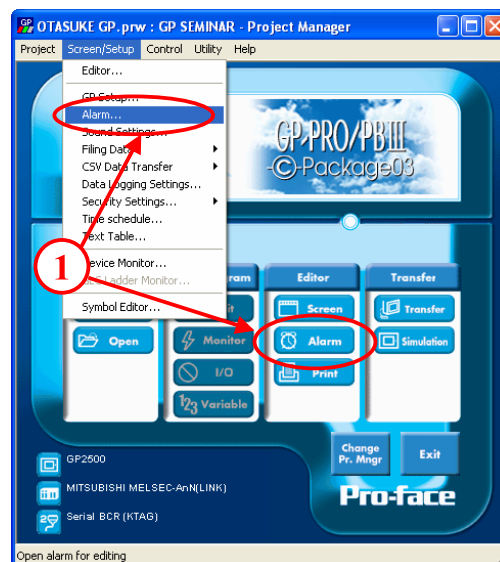 OTASUKE GP.prw : GP SEMINAR - Project Manager
Project Screen/Setup Control Utility Help
Editor...
GP Setup...
Alarm...
Sound Settings...
Filing Data
CSV Data Transfer
Data Logging Settings...
Security Settings...
Time schedule...
Text Table...
Device Monitor...
Ladder Monitor...
Symbol Editor...
1
GP-PRO/PBIII
-©-Package03
Editor Transfer
Screen Transfer
Open Monitor Alarm Simulation
I/O Print
123 Variable
Change
Pr. Mngr
Exit
GP2500
MITSUBISHI MELSEC-AnN(LINK)
Serial BCR (KTAG)
Pro-face
Open alarm for editing